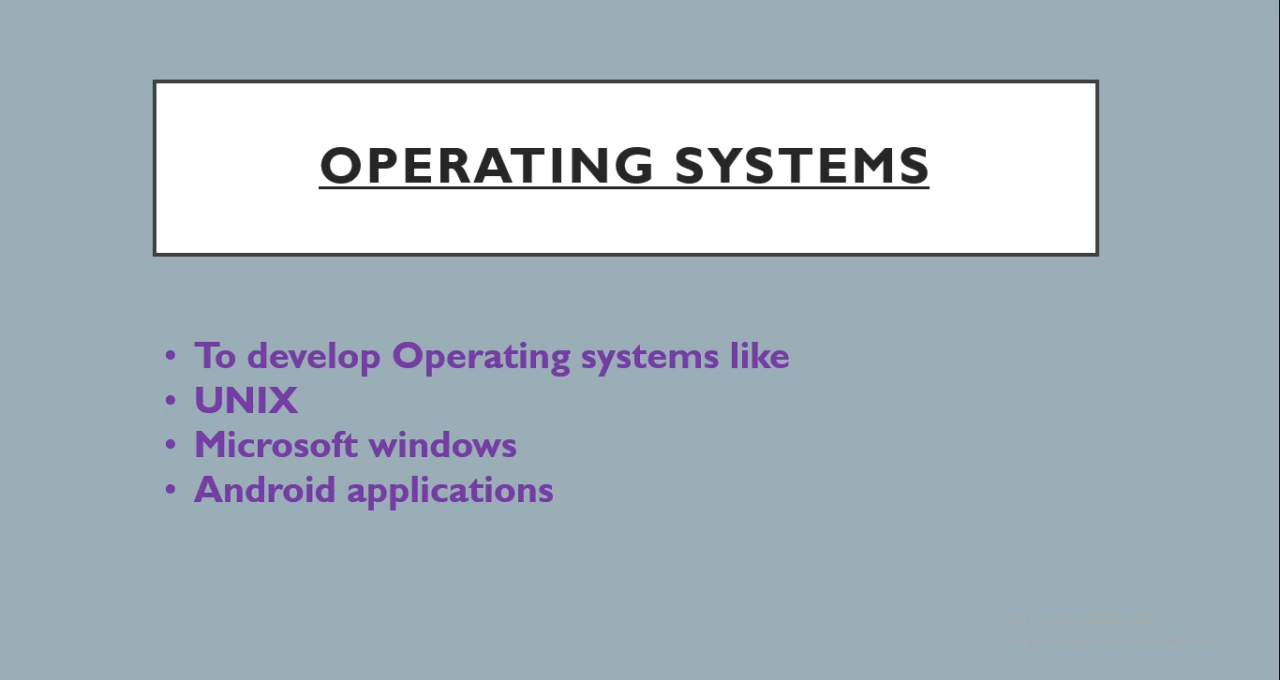 OPERATING SYSTEMS
• To develop Operating systems like
• UNIX
• Microsoft windows
• Android applications